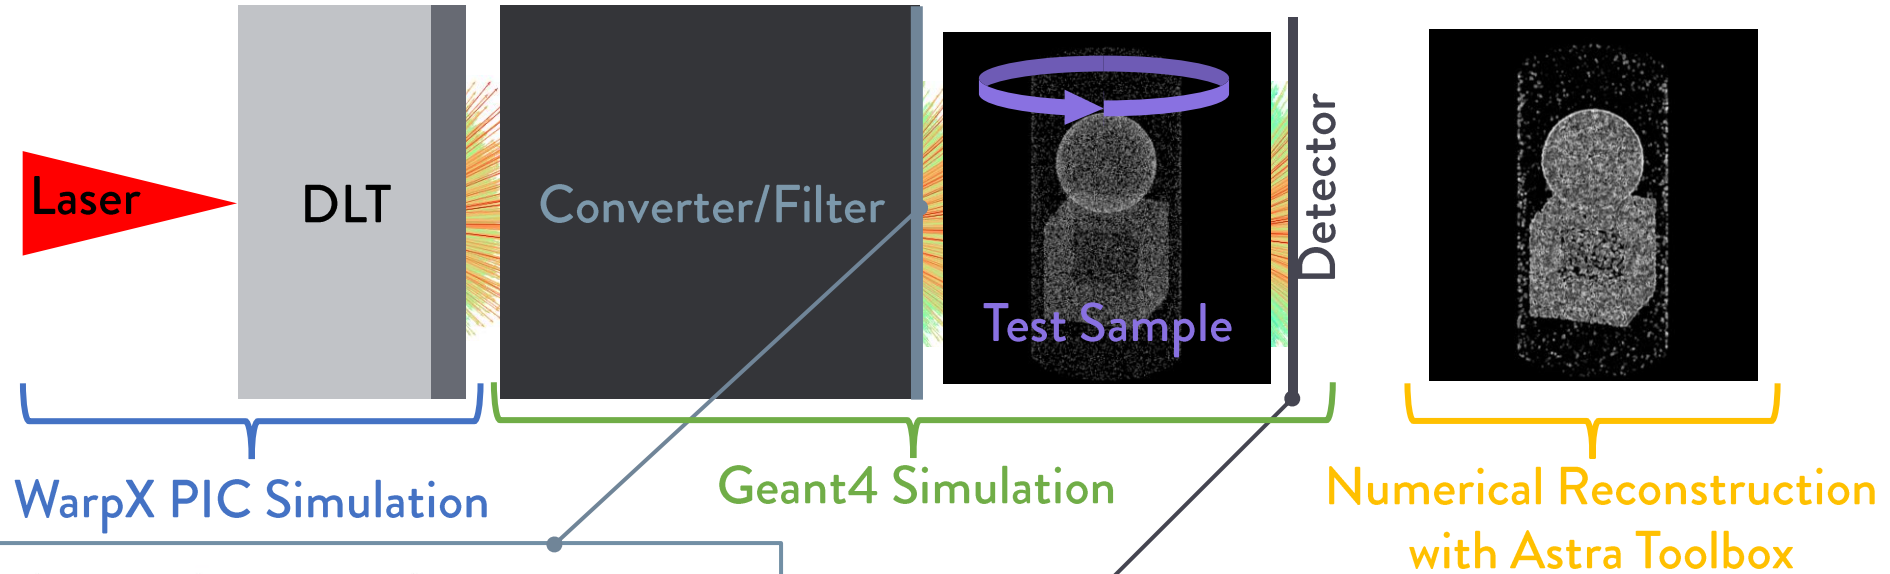 Laser
DLT
Converter/Filter
Test Sample
Detector
WarpX PIC Simulation
Geant4 Simulation
Numerical Reconstruction
with Astra Toolbox